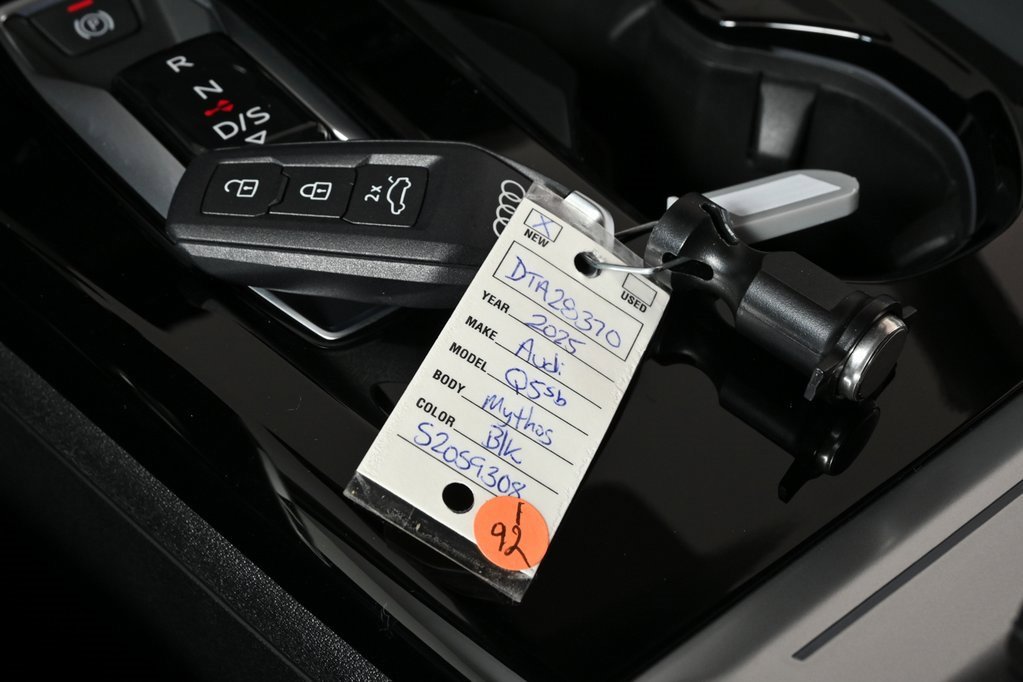 P
R
N
D/S
2x
X
NEW
USED
DTA28370
YEAR 2025
MAKE Audi
MODEL Q5sb
BODY Mythos
COLOR Blk
S2059308
92